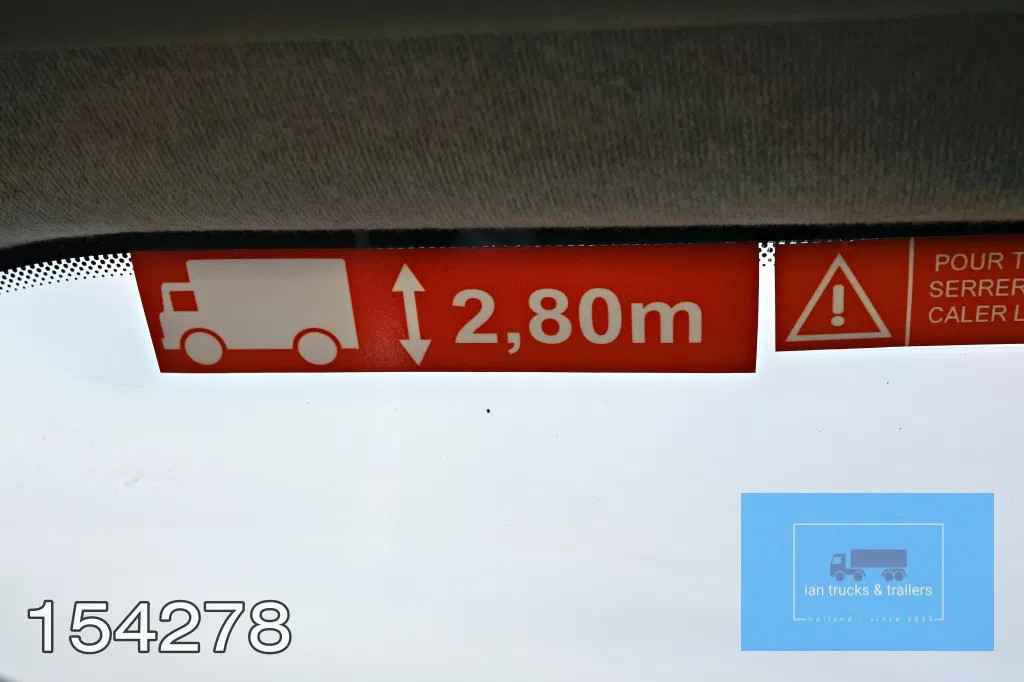 2,80m
POUR T
SERRER
CALER L
154278
ian trucks & trailers